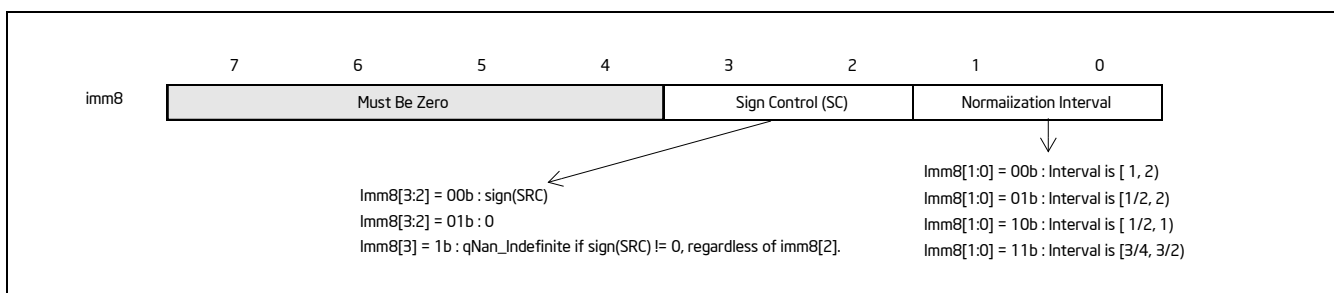 7 6 5 4 3 2 1 0
imm8 Must Be Zero Sign Control (SC) Normaiization Interval
Imm8[3:2] = 00b : sign(SRC)
Imm8[3:2] = 01b : 0
Imm8[3] = 1b : qNan_Indefinite if sign(SRC) != 0, regardless of imm8[2].
Imm8[1:0] = 00b : Interval is [ 1, 2)
Imm8[1:0] = 01b : Interval is [1/2, 2)
Imm8[1:0] = 10b : Interval is [ 1/2, 1)
Imm8[1:0] = 11b : Interval is [3/4, 3/2)